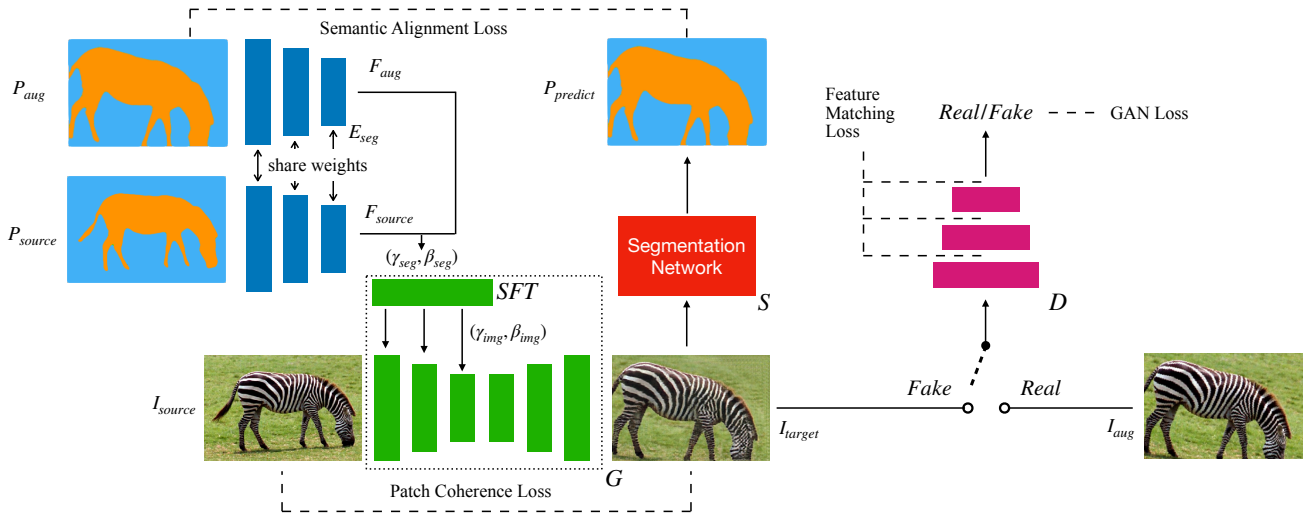 Semantic Alignment Loss
P_aug
F_aug
P_predict
Feature
Matching
Loss
Real/Fake
GAN Loss
E_seg
share weights
P_source
F_source
(γ_seg, β_seg)
Segmentation
Network
S
D
SFT
(γ_img, β_img)
I_source
Fake
Real
I_target
I_aug
G
Patch Coherence Loss